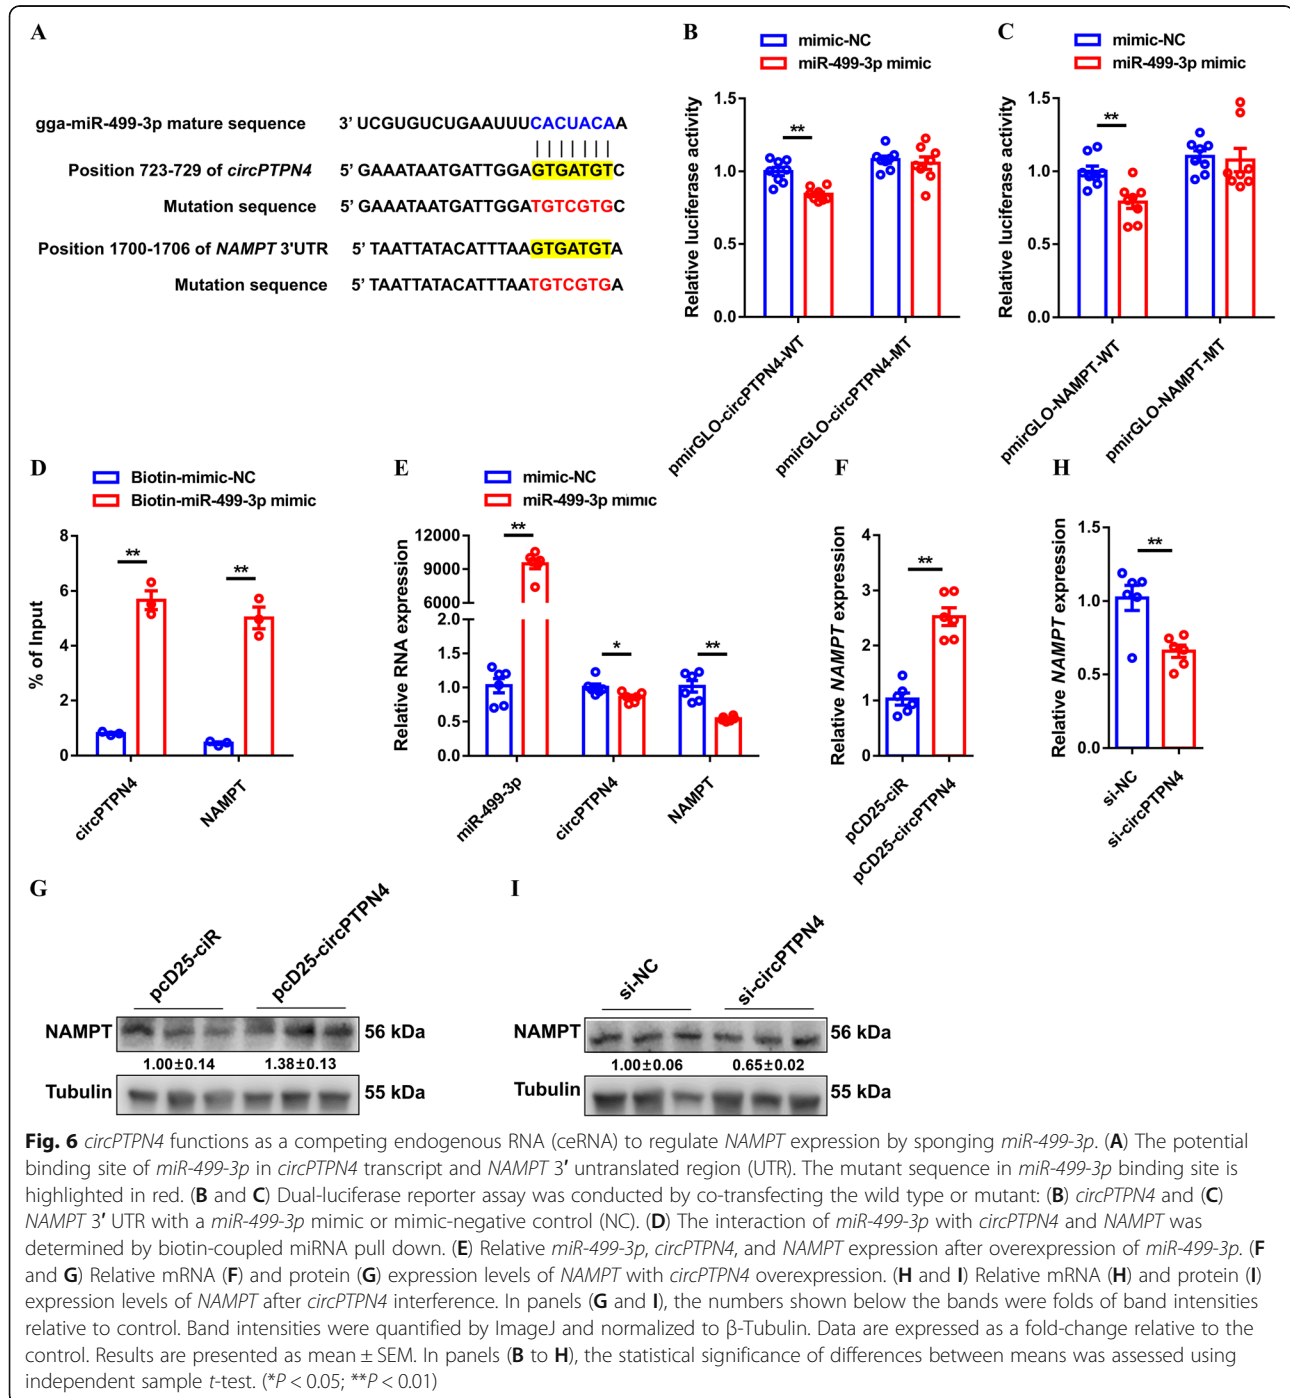 A
gga-miR-499-3p mature sequence 3’ UCGUGUCUGAAUUUCACUACAA
Position 723-729 of circPTPN4 5’ GAAATAATGATTGGAGTGATGTC
Mutation sequence 5’ GAAATAATGATTGGATGTCGTGC
Position 1700-1706 of NAMPT 3'UTR 5’ TAATTATACATTTAAGTGATGTA
Mutation sequence 5’ TAATTATACATTTAATGTCGTGA
B
mimic-NC
miR-499-3p mimic
Relative luciferase activity
1.5
1.0
0.5
0.0
**
pmirGLO-circPTPN4-WT
pmirGLO-circPTPN4-MT
C
mimic-NC
miR-499-3p mimic
Relative luciferase activity
1.5
1.0
0.5
0.0
**
pmirGLO-NAMPT-WT
pmirGLO-NAMPT-MT
D
Biotin-mimic-NC
Biotin-miR-499-3p mimic
% of Input
8
6
4
2
0
**
**
circPTPN4
NAMPT
E
mimic-NC
miR-499-3p mimic
Relative RNA expression
12000
9000
6000
2.0
1.5
1.0
0.5
0.0
**
*
**
miR-499-3p
circPTPN4
NAMPT
F
Relative NAMPT expression
4
3
2
1
0
**
pCD25-ciR
pCD25-circPTPN4
H
Relative NAMPT expression
1.5
1.0
0.5
0.0
**
si-NC
si-circPTPN4
G
pcD25-ciR
pcD25-circPTPN4
NAMPT 56 kDa
1.00±0.14 1.38±0.13
Tubulin 55 kDa
I
si-NC
si-circPTPN4
NAMPT 56 kDa
1.00±0.06 0.65±0.02
Tubulin 55 kDa
Fig. 6 circPTPN4 functions as a competing endogenous RNA (ceRNA) to regulate NAMPT expression by sponging miR-499-3p. (A) The potential
binding site of miR-499-3p in circPTPN4 transcript and NAMPT 3′ untranslated region (UTR). The mutant sequence in miR-499-3p binding site is
highlighted in red. (B and C) Dual-luciferase reporter assay was conducted by co-transfecting the wild type or mutant: (B) circPTPN4 and (C)
NAMPT 3′ UTR with a miR-499-3p mimic or mimic-negative control (NC). (D) The interaction of miR-499-3p with circPTPN4 and NAMPT was
determined by biotin-coupled miRNA pull down. (E) Relative miR-499-3p, circPTPN4, and NAMPT expression after overexpression of miR-499-3p. (F
and G) Relative mRNA (F) and protein (G) expression levels of NAMPT with circPTPN4 overexpression. (H and I) Relative mRNA (H) and protein (I)
expression levels of NAMPT after circPTPN4 interference. In panels (G and I), the numbers shown below the bands were folds of band intensities
relative to control. Band intensities were quantified by ImageJ and normalized to β-Tubulin. Data are expressed as a fold-change relative to the
control. Results are presented as mean ± SEM. In panels (B to H), the statistical significance of differences between means was assessed using
independent sample t-test. (*P < 0.05; **P < 0.01)